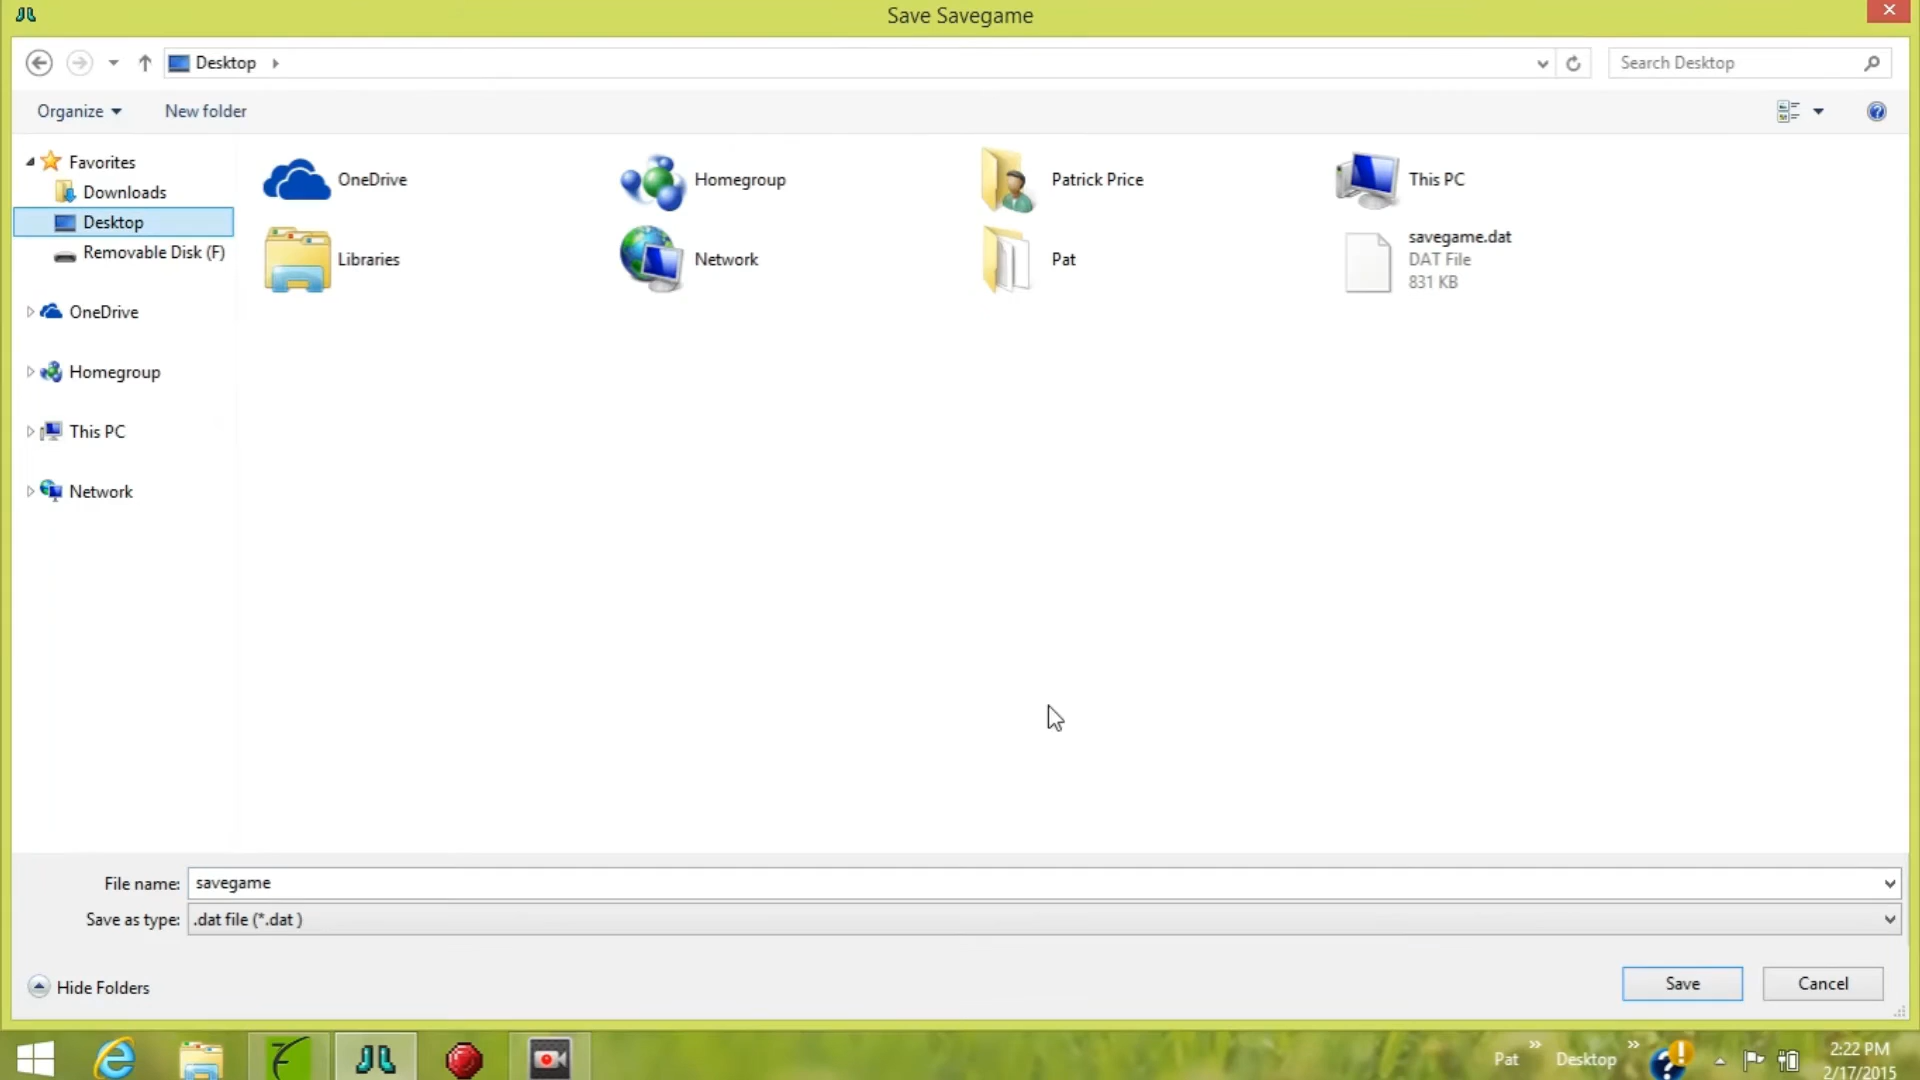 Save Savegame
Desktop
Search Desktop
Organize
New folder
Favorites
Downloads
Desktop
Removable Disk (F)
OneDrive
Homegroup
This PC
Network
OneDrive
Homegroup
Patrick Price
This PC
Libraries
Network
Pat
savegame.dat
DAT File
831 KB
File name: savegame
Save as type: .dat file (*.dat )
Hide Folders
Save
Cancel
Pat
Desktop
2:22 PM
2/17/2015